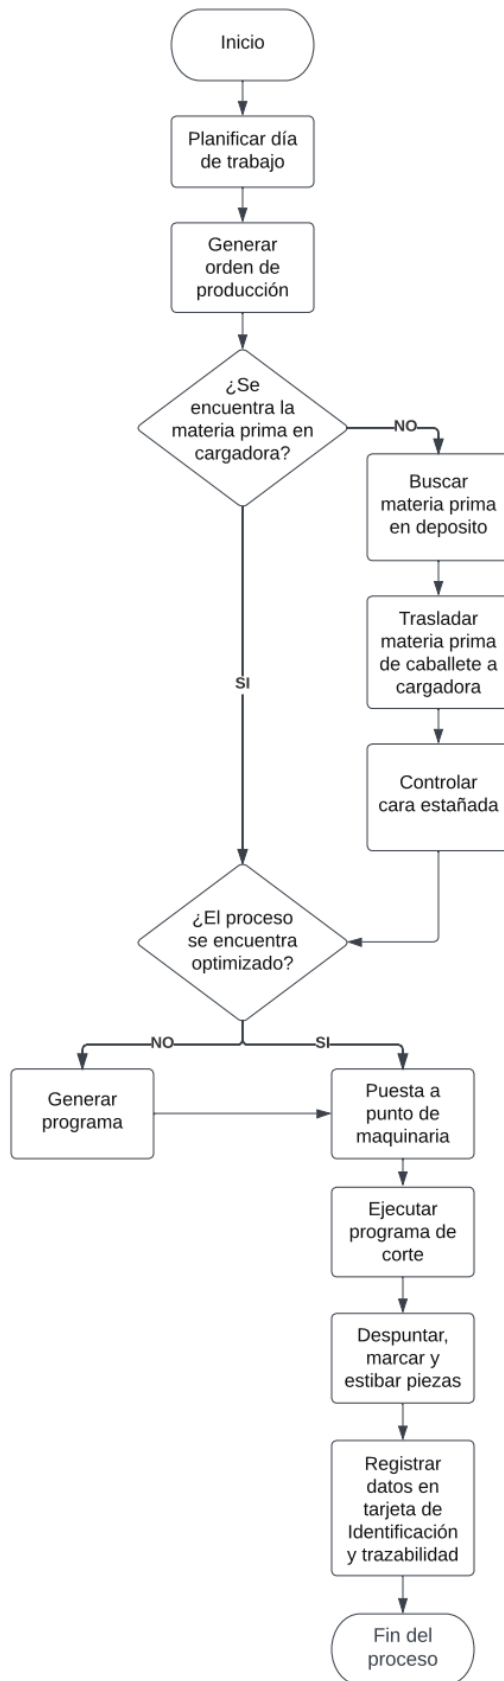 Inicio
Planificar día
de trabajo
Generar
orden de
producción
¿Se
encuentra la
materia prima en
cargadora?
NO
Buscar
materia prima
en deposito
Trasladar
materia prima
de caballete a
cargadora
SI
Controlar
cara estañada
¿El proceso
se encuentra
optimizado?
NO
SI
Generar
programa
Puesta a
punto de
maquinaria
Ejecutar
programa de
corte
Despuntar,
marcar y
estibar piezas
Registrar
datos en
tarjeta de
Identificación
y trazabilidad
Fin del
proceso